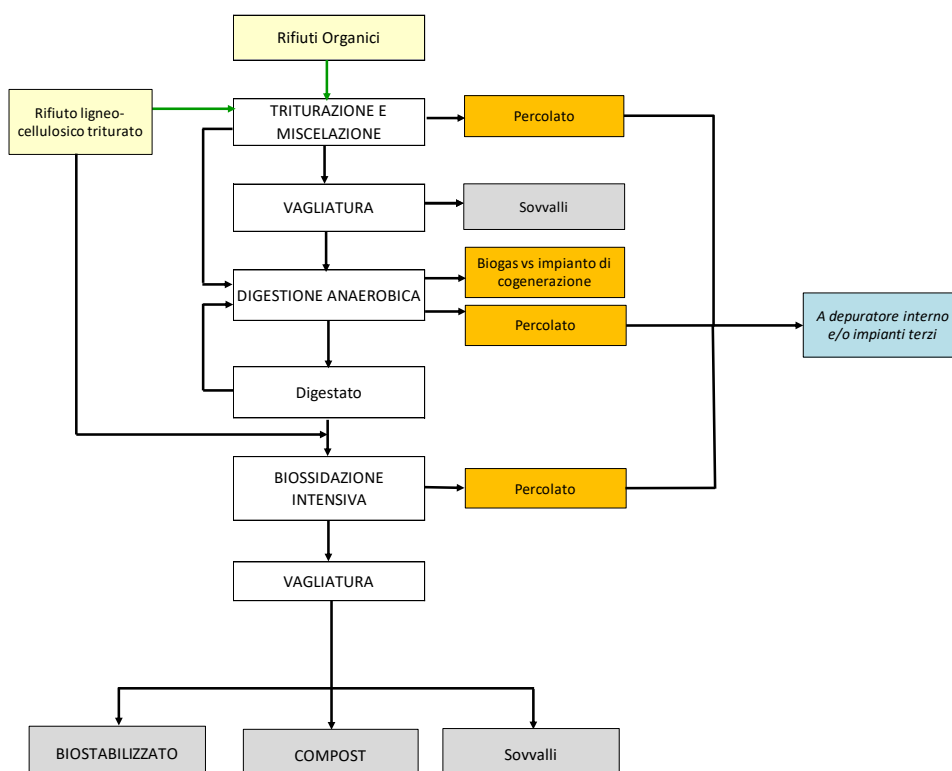 Rifiuti Organici
Rifiuto ligneo-
cellulosico triturato
TRITURAZIONE E
MISCELAZIONE
Percolato
VAGLIATURA
Sovvalli
DIGESTIONE ANAEROBICA
Biogas vs impianto di
cogenerazione
Percolato
A depuratore interno
e/o impianti terzi
Digestato
BIOSSIDAZIONE
INTENSIVA
Percolato
VAGLIATURA
BIOSTABILIZZATO
COMPOST
Sovvalli